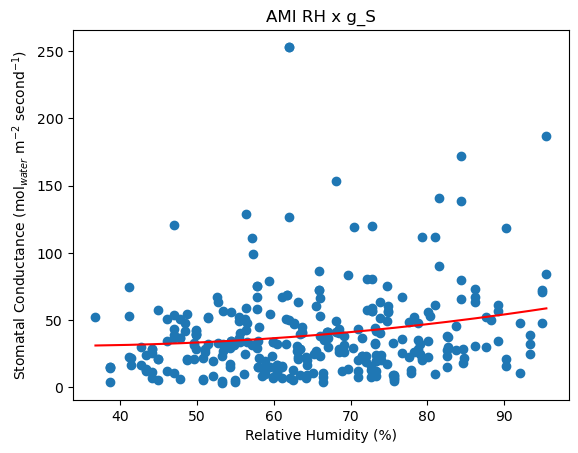 AMI RH x g_S
Stomatal Conductance (mol_water m⁻² second⁻¹)
250
200
150
100
50
0
40 50 60 70 80 90
Relative Humidity (%)